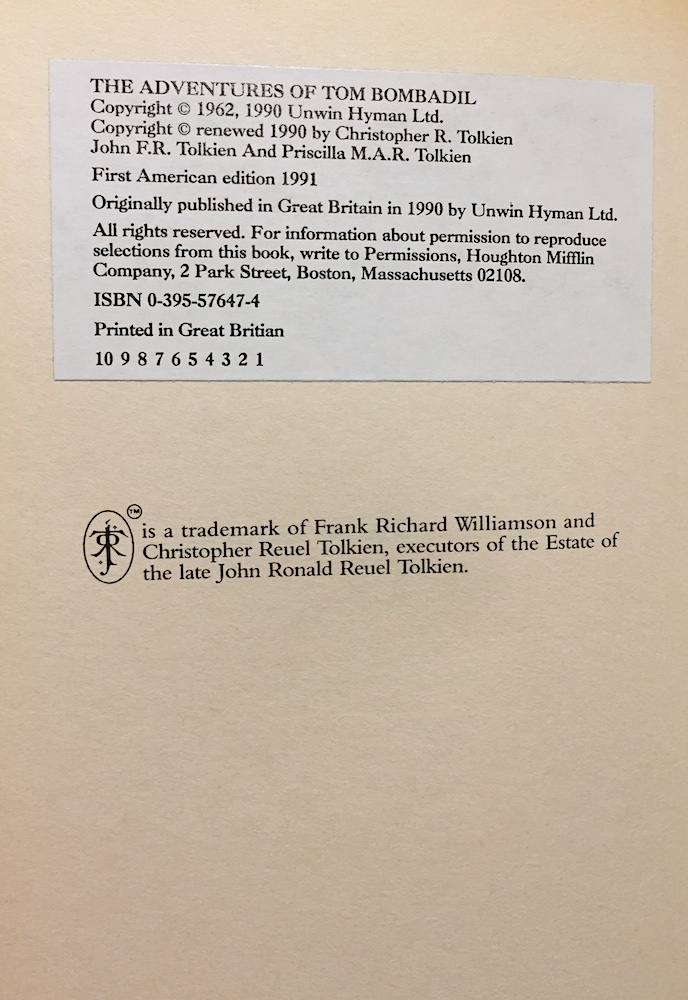 THE ADVENTURES OF TOM BOMBADIL
Copyright © 1962, 1990 Unwin Hyman Ltd.
Copyright © renewed 1990 by Christopher R. Tolkien
John F.R. Tolkien And Priscilla M.A.R. Tolkien
First American edition 1991
Originally published in Great Britain in 1990 by Unwin Hyman Ltd.
All rights reserved. For information about permission to reproduce
selections from this book, write to Permissions, Houghton Mifflin
Company, 2 Park Street, Boston, Massachusetts 02108.
ISBN 0-395-57647-4
Printed in Great Britian
10 9 8 7 6 5 4 3 2 1
™
is a trademark of Frank Richard Williamson and
Christopher Reuel Tolkien, executors of the Estate of
the late John Ronald Reuel Tolkien.